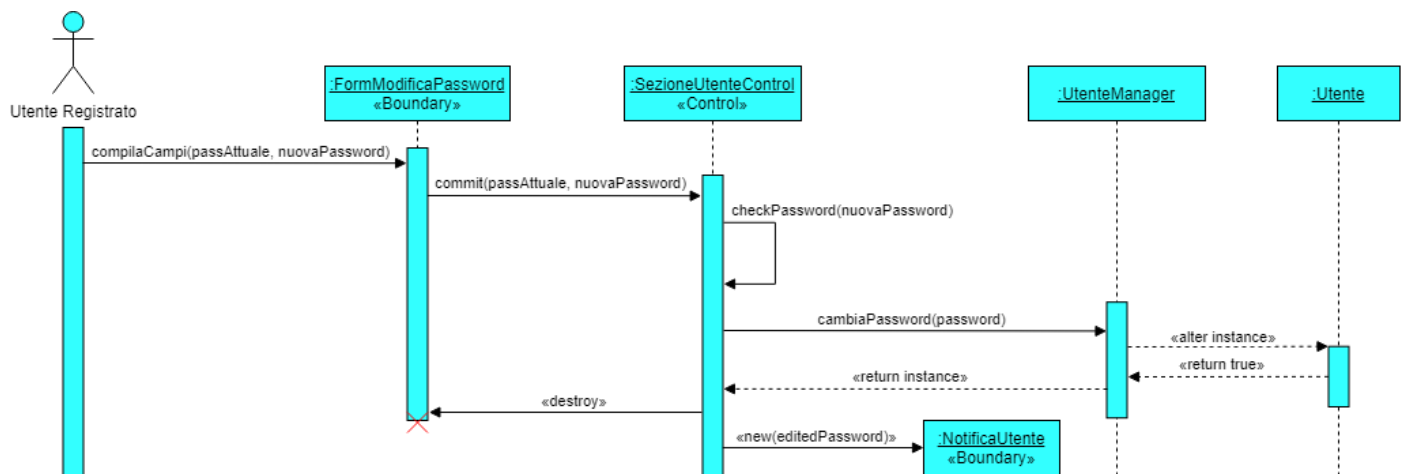 Utente Registrato
:FormModificaPassword
«Boundary»
:SezioneUtenteControl
«Control»
:UtenteManager
:Utente
compilaCampi(passAttuale, nuovaPassword)
commit(passAttuale, nuovaPassword)
checkPassword(nuovaPassword)
cambiaPassword(password)
«alter instance»
«return true»
«return instance»
«destroy»
«new(editedPassword)»
:NotificaUtente
«Boundary»